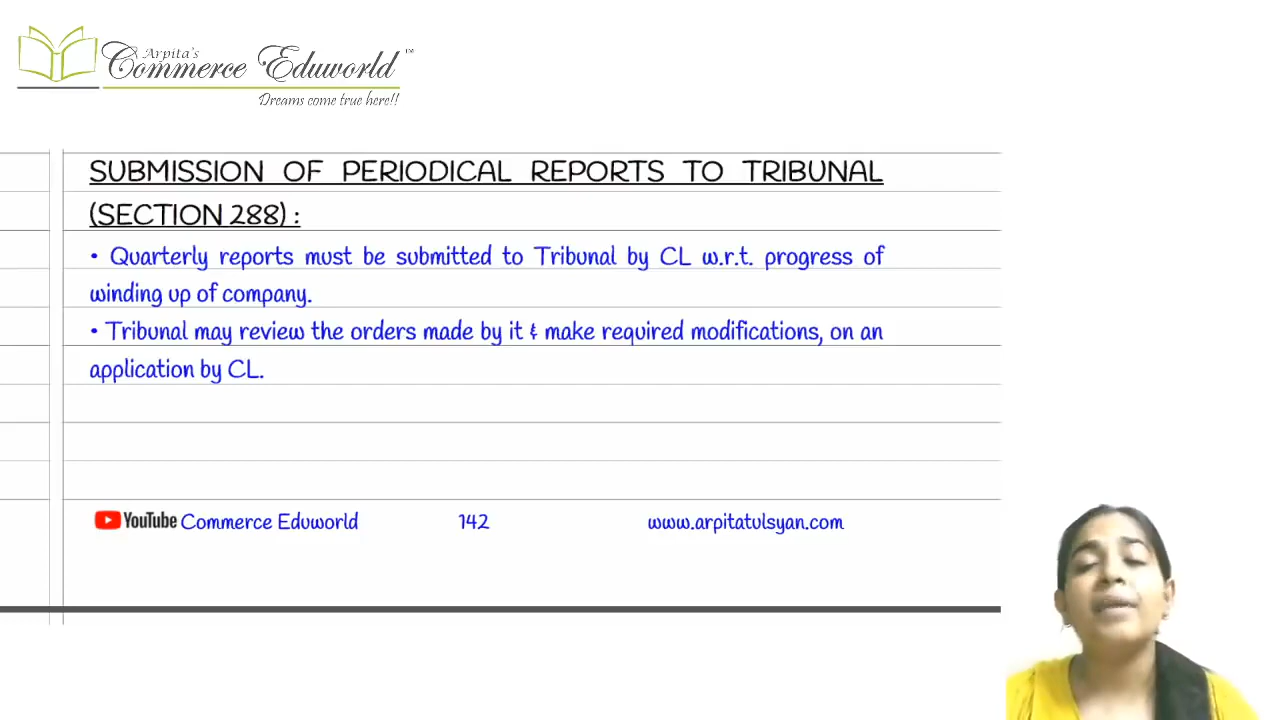 Arpita's
Commerce Eduworld™
Dreams come true here!!
SUBMISSION OF PERIODICAL REPORTS TO TRIBUNAL
(SECTION 288) :
• Quarterly reports must be submitted to Tribunal by CL w.r.t. progress of
winding up of company.
• Tribunal may review the orders made by it & make required modifications, on an
application by CL.
YouTube Commerce Eduworld 142 www.arpitatulsyan.com